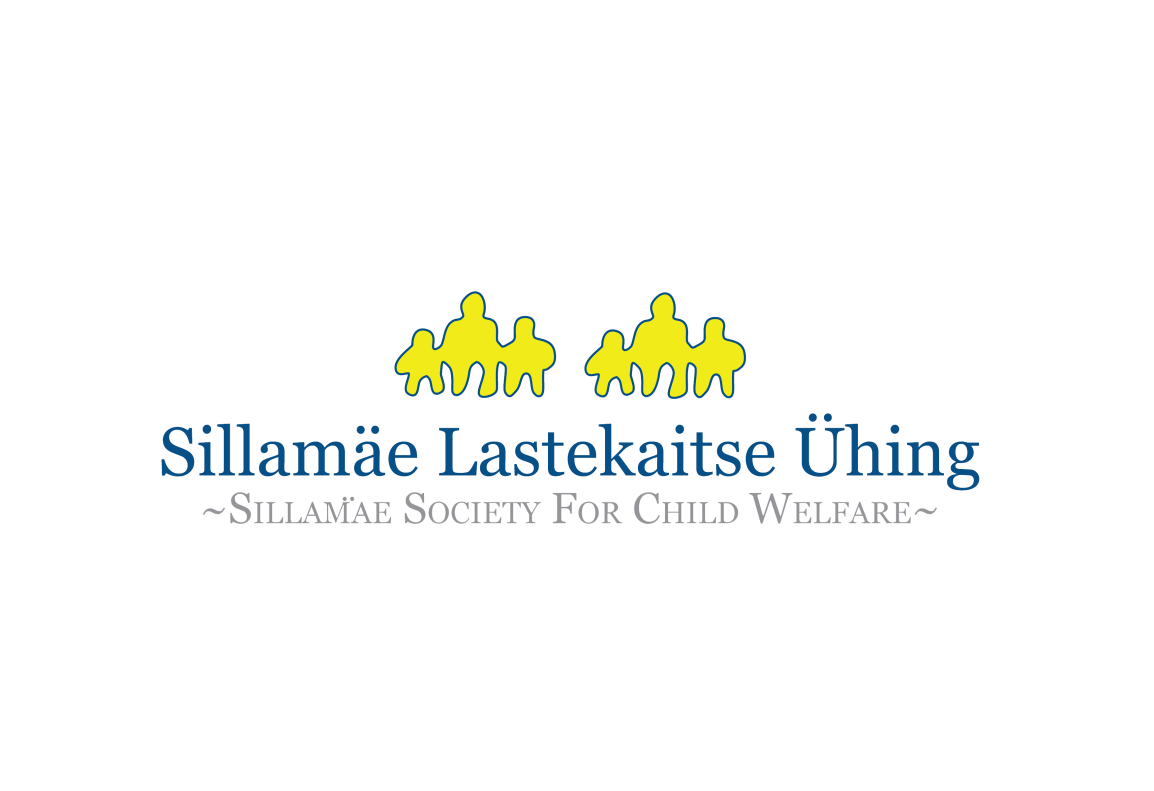 Sillamäe Lastekaitse Ühing
~Sillamäe Society For Child Welfare~